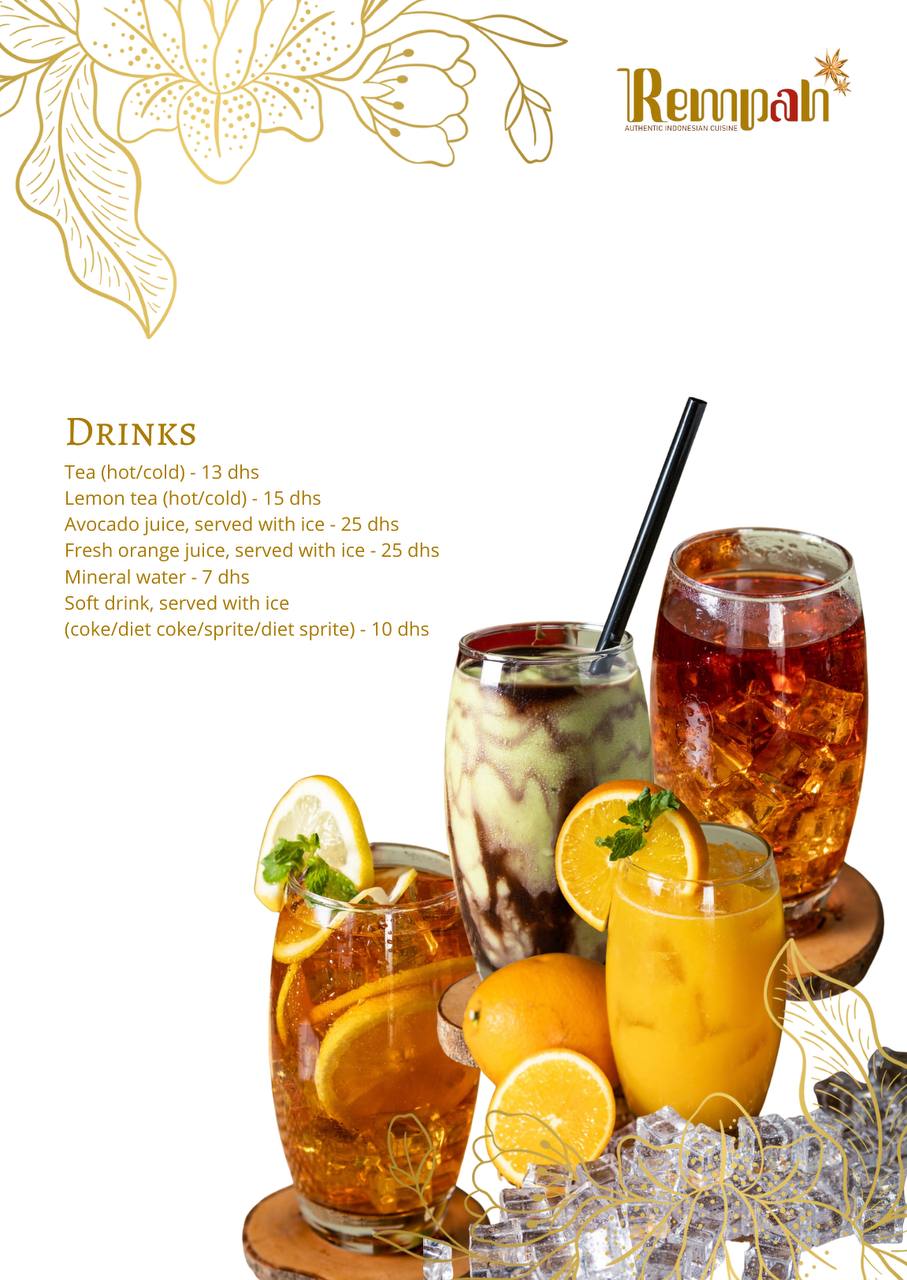 Rempah
AUTHENTIC INDONESIAN CUISINE
Drinks
Tea (hot/cold) - 13 dhs
Lemon tea (hot/cold) - 15 dhs
Avocado juice, served with ice - 25 dhs
Fresh orange juice, served with ice - 25 dhs
Mineral water - 7 dhs
Soft drink, served with ice
(coke/diet coke/sprite/diet sprite) - 10 dhs